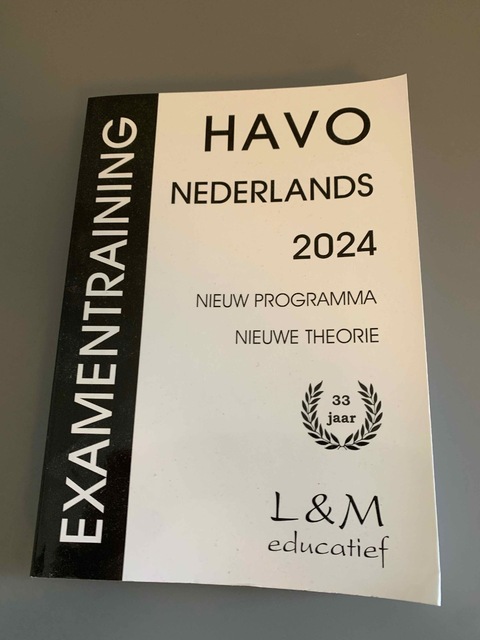 EXAMENTRAINING
HAVO
NEDERLANDS
2024
NIEUW PROGRAMMA
NIEUWE THEORIE
33
jaar
L&M
educatief